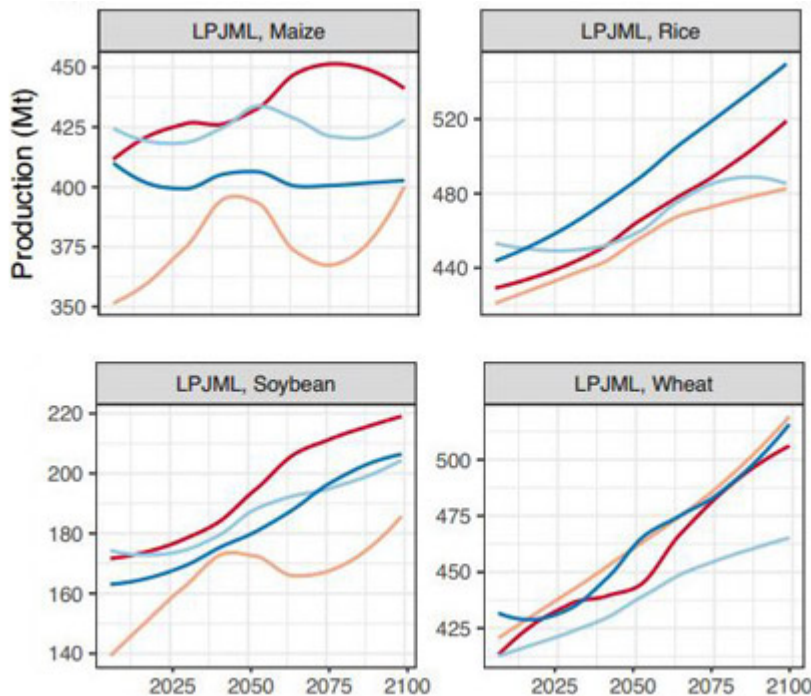 LPJML, Maize
LPJML, Rice
Production (Mt)
450
425
400
375
350
520
480
440
LPJML, Soybean
LPJML, Wheat
220
200
180
160
140
500
475
450
425
2025 2050 2075 2100
2025 2050 2075 2100